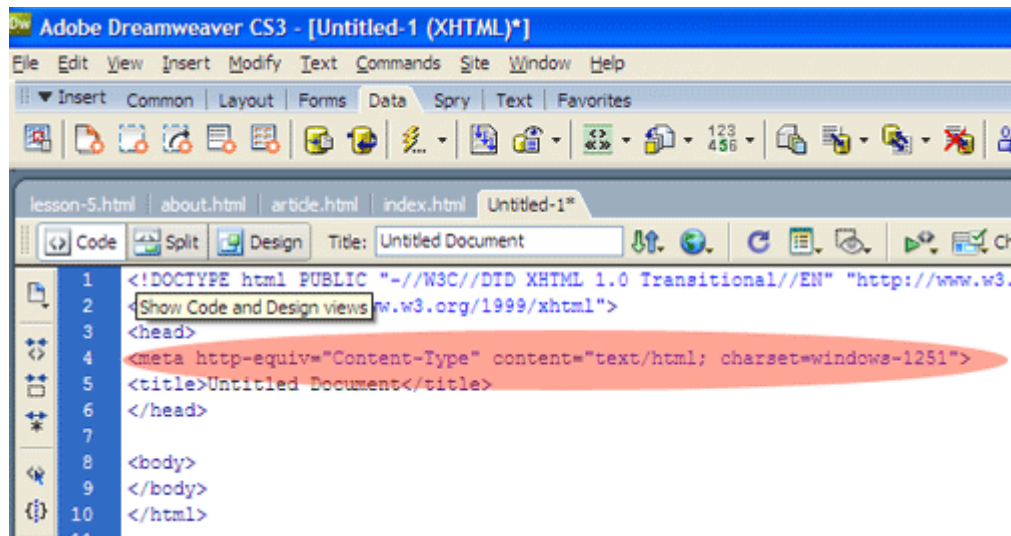 Dw Adobe Dreamweaver CS3 - [Untitled-1 (XHTML)*]
File Edit View Insert Modify Text Commands Site Window Help
▼ Insert Common Layout Forms Data Spry Text Favorites
123
456
lesson-5.html about.html article.html index.html Untitled-1*
Code Split Design Title: Untitled Document
1 <!DOCTYPE html PUBLIC "-//W3C//DTD XHTML 1.0 Transitional//EN" "http://www.w3.
2 < Show Code and Design views w.w3.org/1999/xhtml">
3 <head>
4 <meta http-equiv="Content-Type" content="text/html; charset=windows-1251">
5 <title>Untitled Document</title>
6 </head>
7
8 <body>
9 </body>
10 </html>